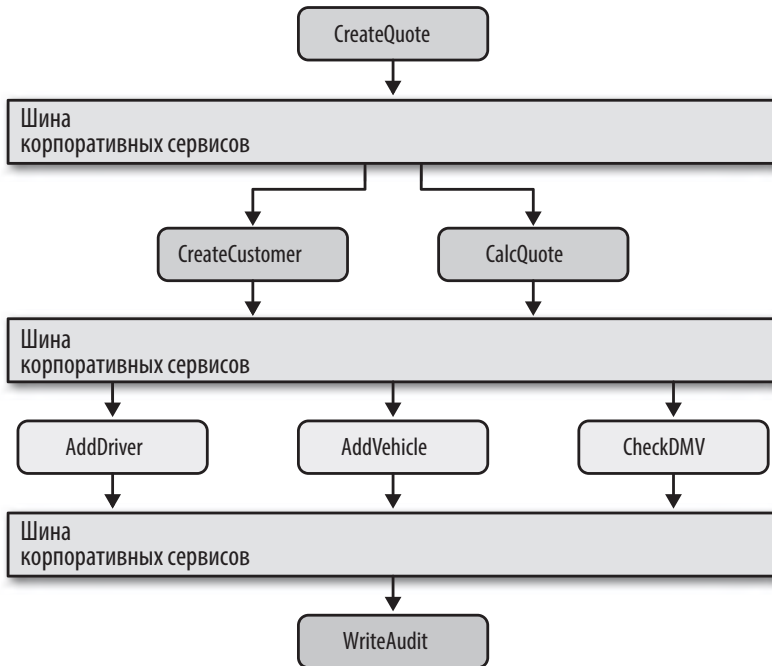 CreateQuote
Шина
корпоративных сервисов
CreateCustomer
CalcQuote
Шина
корпоративных сервисов
AddDriver
AddVehicle
CheckDMV
Шина
корпоративных сервисов
WriteAudit